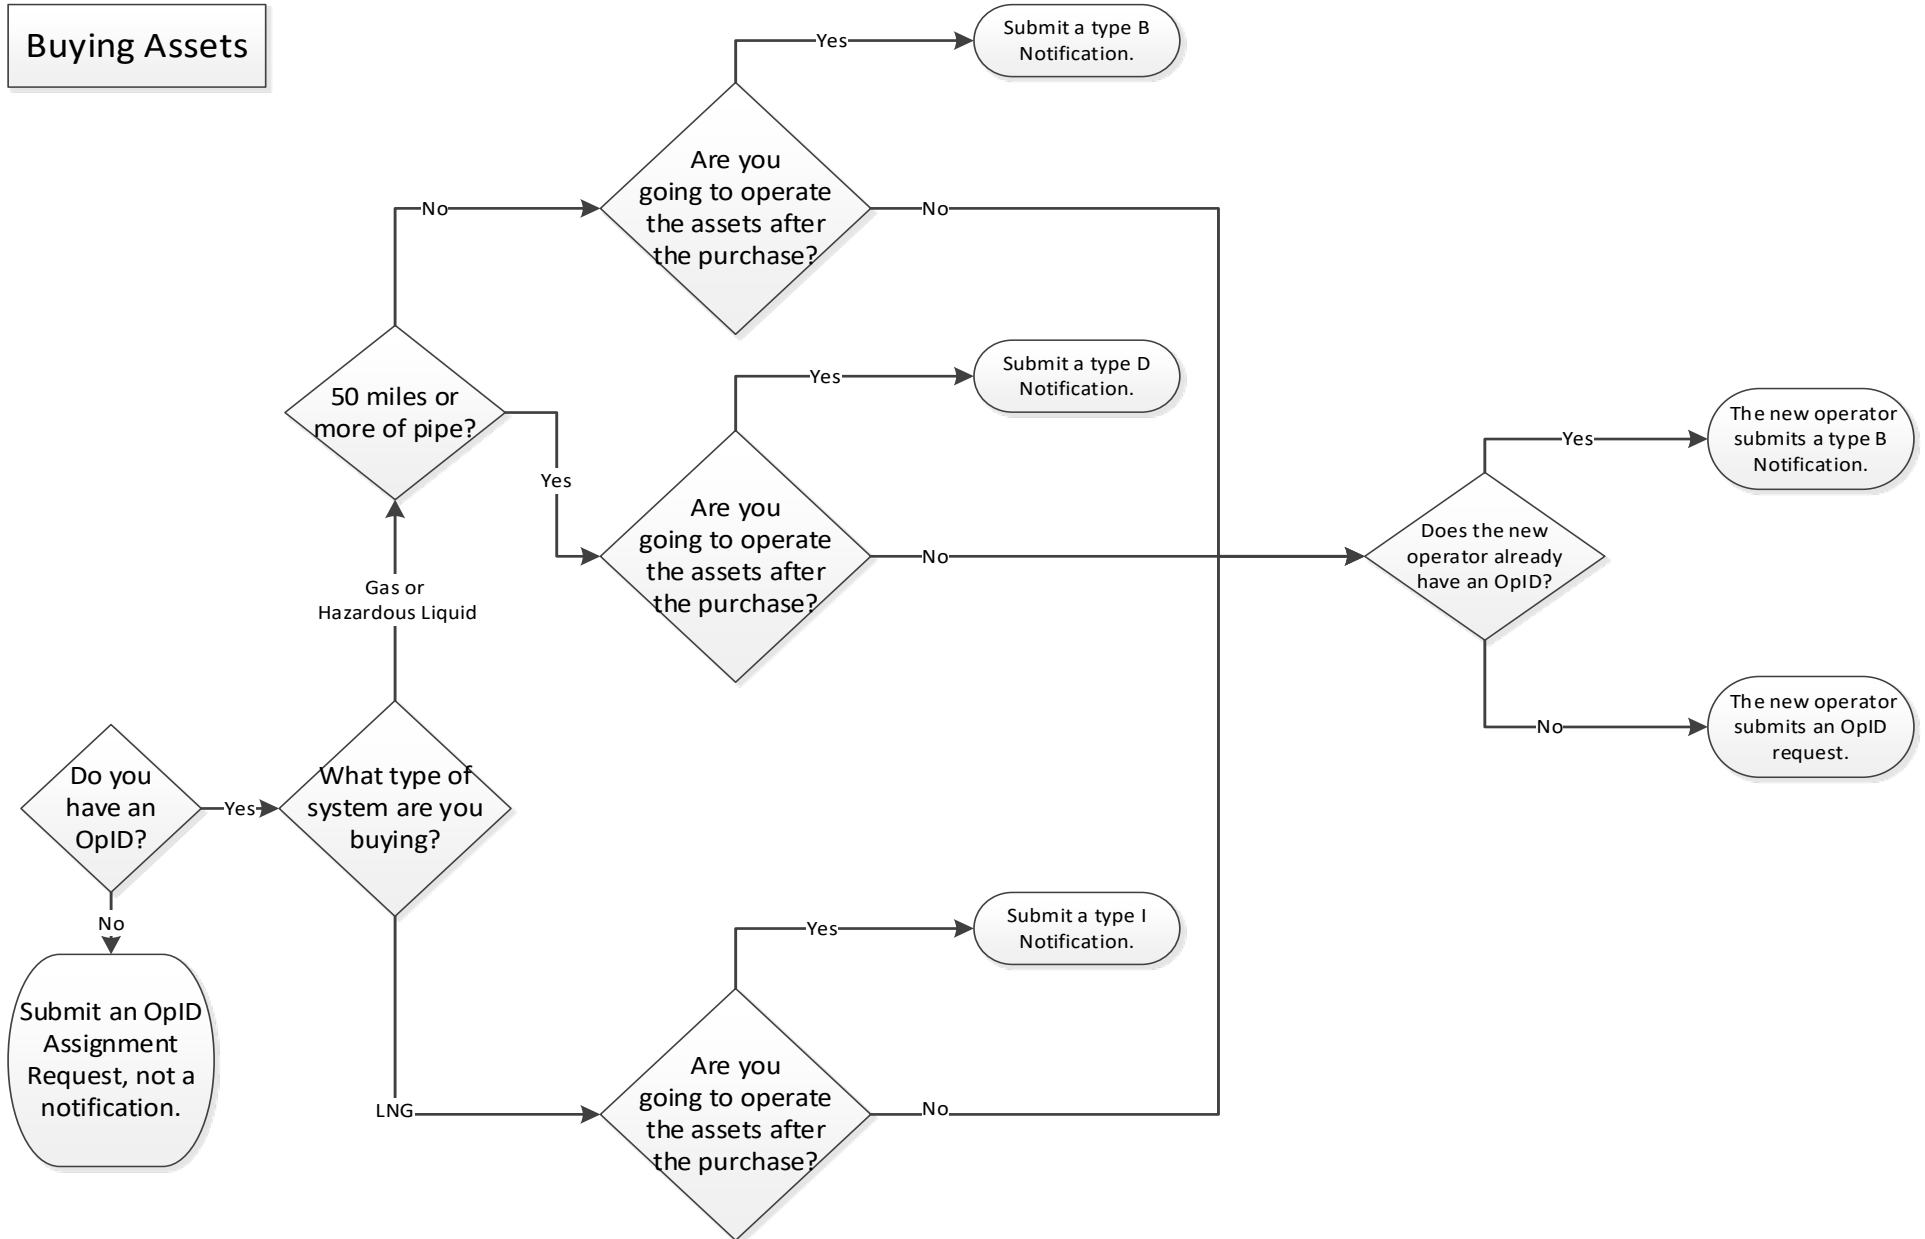 Buying Assets
Yes
Submit a type B
Notification.
Are you
going to operate
the assets after
the purchase?
No
No
50 miles or
more of pipe?
Yes
Yes
Submit a type D
Notification.
Are you
going to operate
the assets after
the purchase?
No
Does the new
operator already
have an OpID?
Yes
The new operator
submits a type B
Notification.
No
The new operator
submits an OpID
request.
Gas or
Hazardous Liquid
Do you
have an
OpID?
Yes
What type of
system are you
buying?
No
Submit an OpID
Assignment
Request, not a
notification.
LNG
Yes
Submit a type I
Notification.
Are you
going to operate
the assets after
the purchase?
No